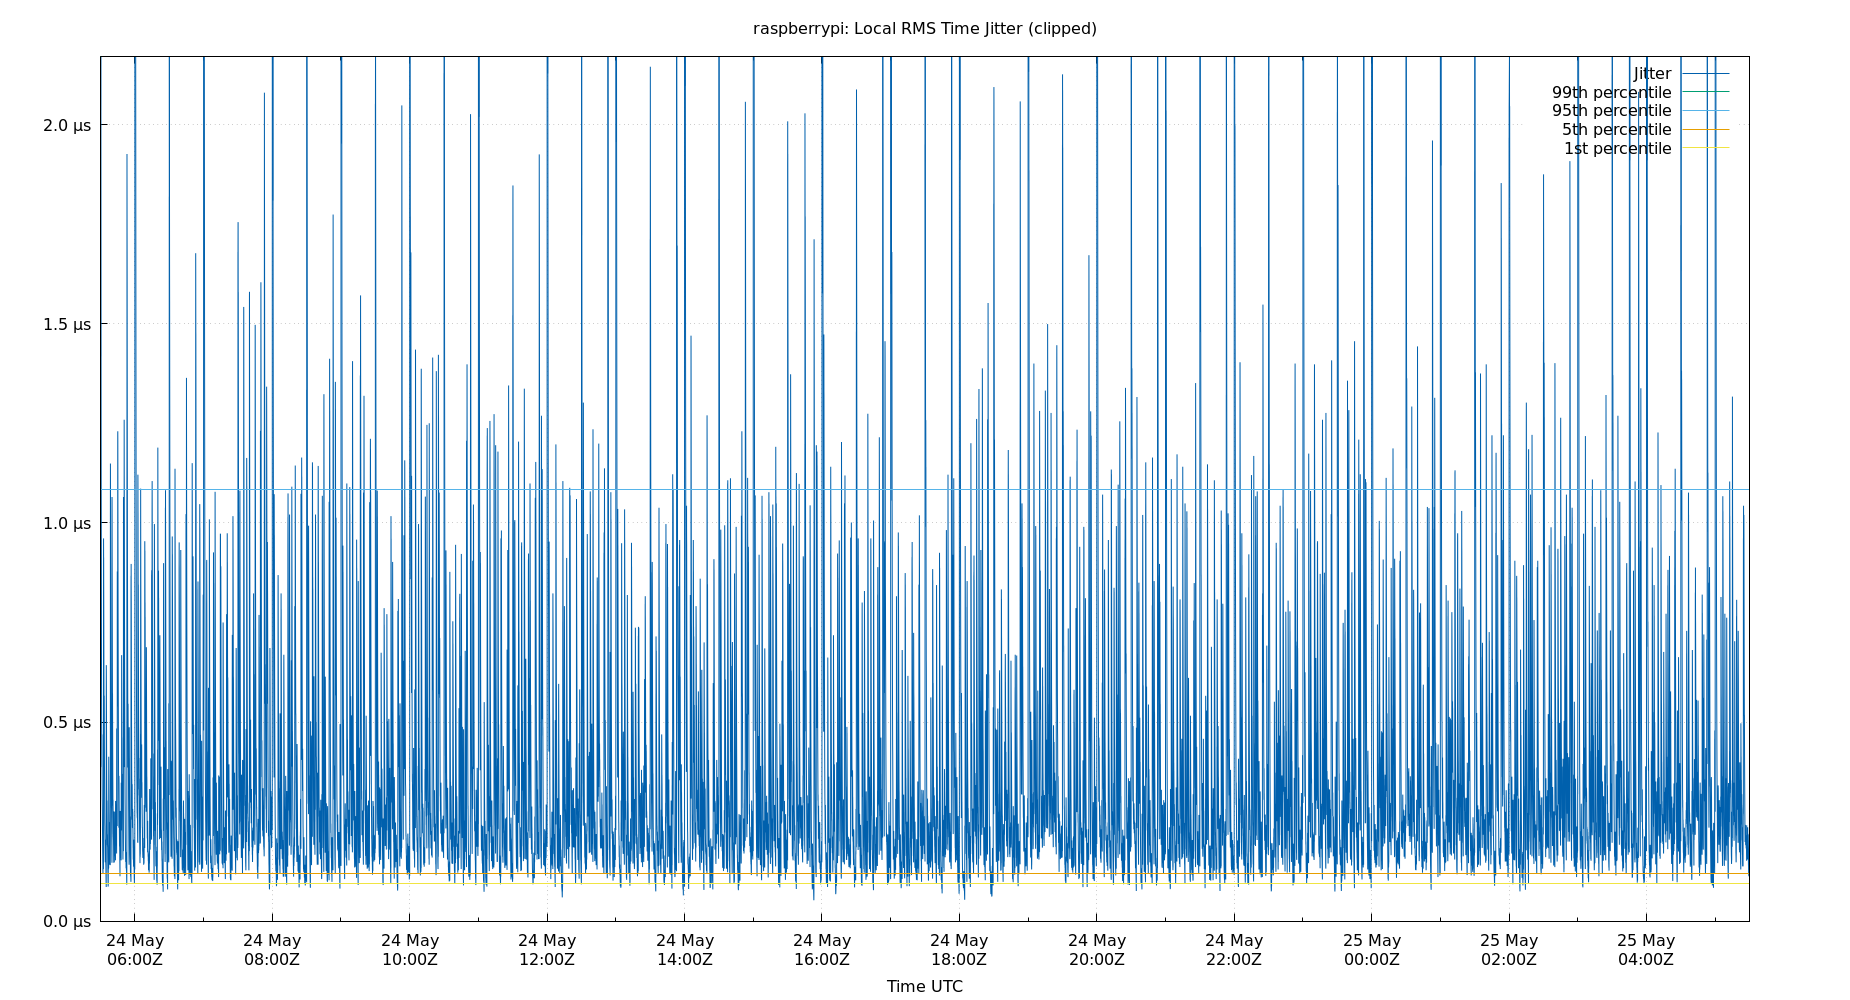 raspberrypi: Local RMS Time Jitter (clipped)
Jitter
99th percentile
95th percentile
5th percentile
1st percentile
2.0 µs
1.5 µs
1.0 µs
0.5 µs
0.0 µs
24 May 24 May 24 May 24 May 24 May 24 May 24 May 24 May 24 May 25 May 25 May 25 May
06:00Z 08:00Z 10:00Z 12:00Z 14:00Z 16:00Z 18:00Z 20:00Z 22:00Z 00:00Z 02:00Z 04:00Z
Time UTC